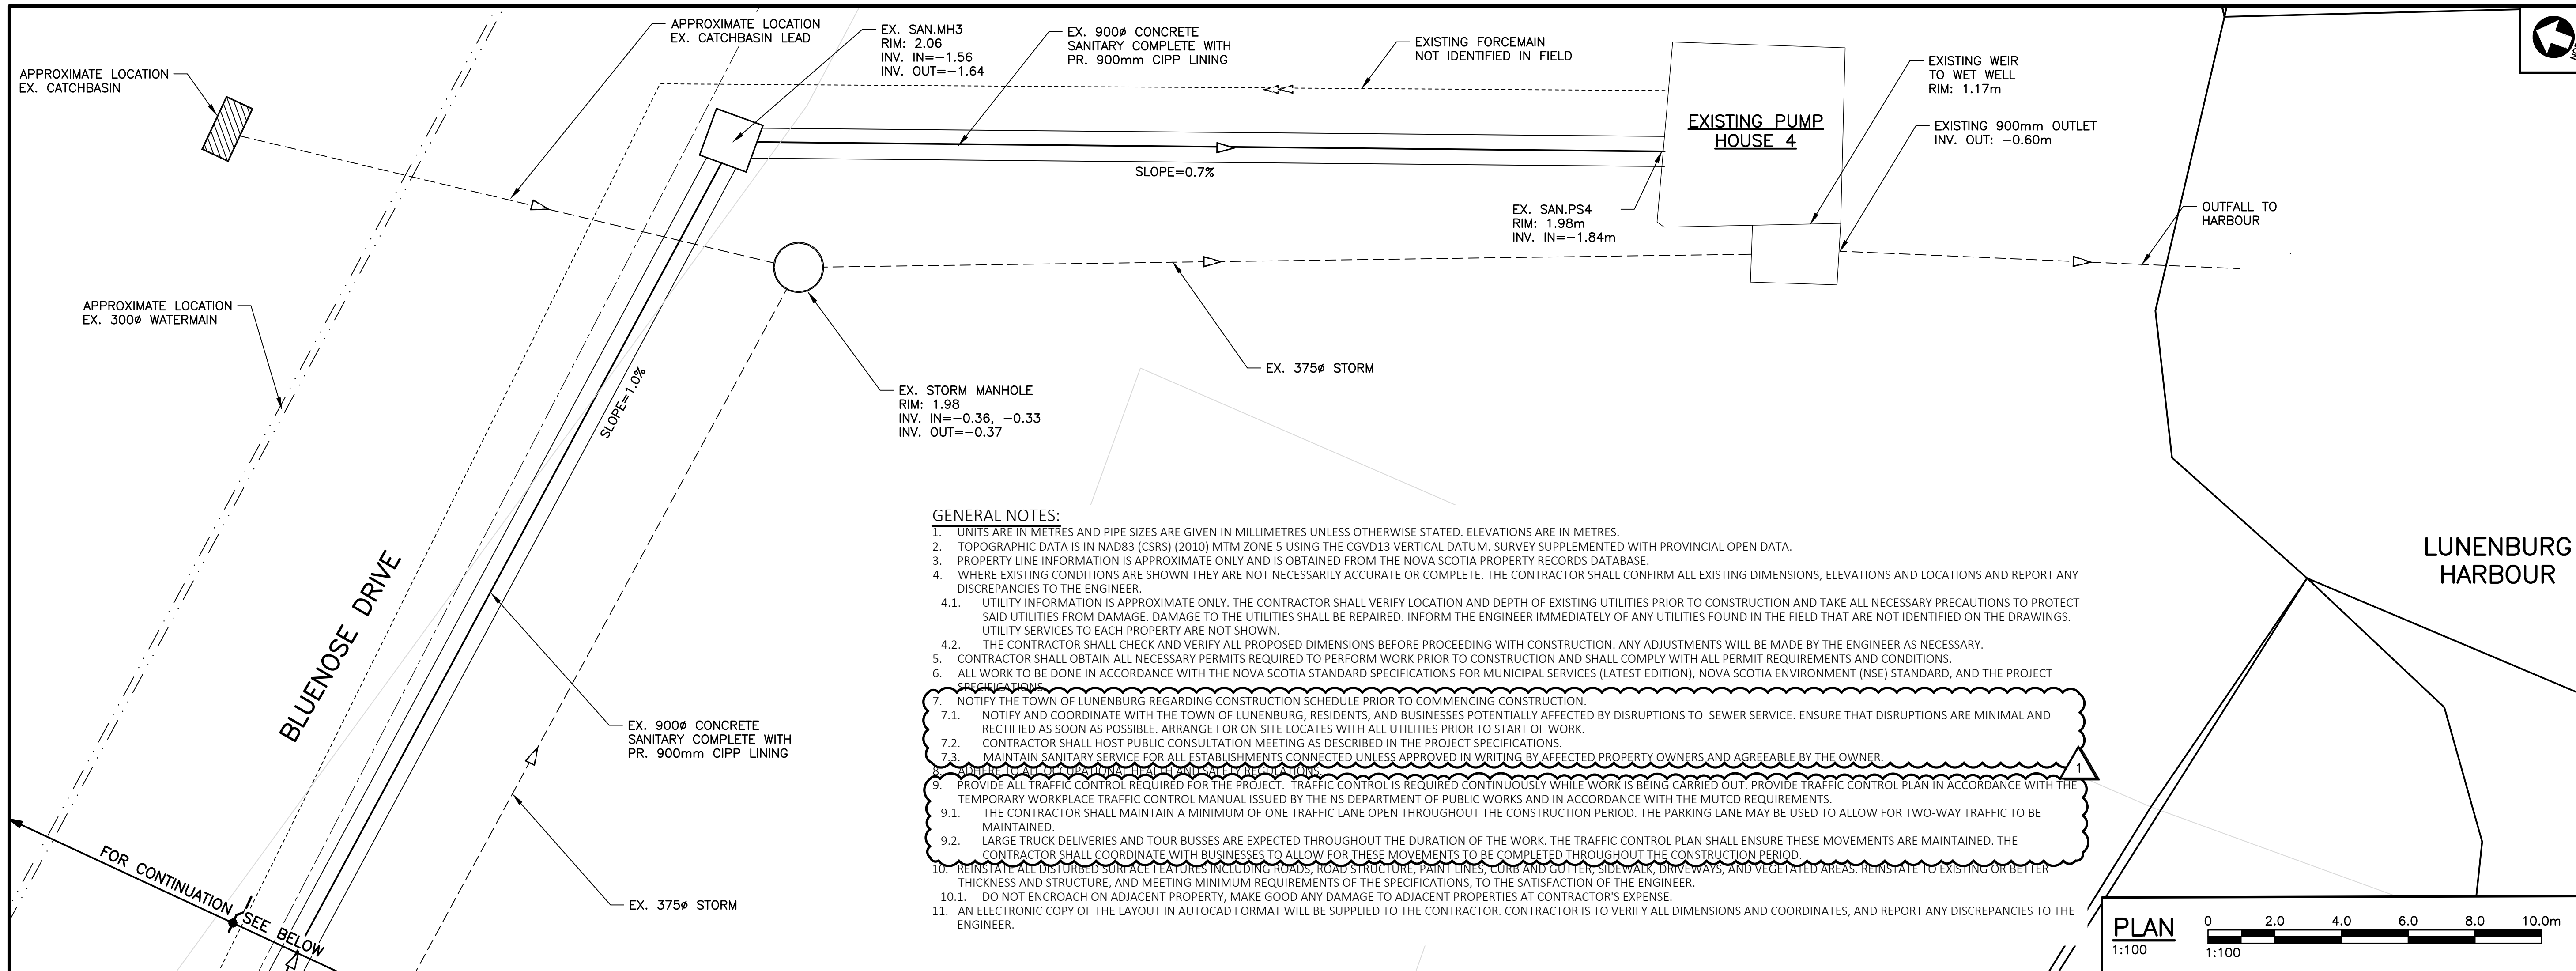 APPROXIMATE LOCATION
EX. CATCHBASIN
APPROXIMATE LOCATION
EX. CATCHBASIN LEAD
EX. SAN.MH3
RIM: 2.06
INV. IN=−1.56
INV. OUT=−1.64
EX. 900ø CONCRETE
SANITARY COMPLETE WITH
PR. 900mm CIPP LINING
EXISTING FORCEMAIN
NOT IDENTIFIED IN FIELD
EXISTING PUMP
HOUSE 4
EXISTING WEIR
TO WET WELL
RIM: 1.17m
EXISTING 900mm OUTLET
INV. OUT: −0.60m
SLOPE=0.7%
EX. SAN.PS4
RIM: 1.98m
INV. IN=−1.84m
OUTFALL TO
HARBOUR
APPROXIMATE LOCATION
EX. 300ø WATERMAIN
SLOPE=1.0%
EX. STORM MANHOLE
RIM: 1.98
INV. IN=−0.36, −0.33
INV. OUT=−0.37
EX. 375ø STORM
BLUENOSE DRIVE
EX. 900ø CONCRETE
SANITARY COMPLETE WITH
PR. 900mm CIPP LINING
EX. 375ø STORM
FOR CONTINUATION SEE BELOW
LUNENBURG
HARBOUR
GENERAL NOTES:
1. UNITS ARE IN METRES AND PIPE SIZES ARE GIVEN IN MILLIMETRES UNLESS OTHERWISE STATED. ELEVATIONS ARE IN METRES.
2. TOPOGRAPHIC DATA IS IN NAD83 (CSRS) (2010) MTM ZONE 5 USING THE CGVD13 VERTICAL DATUM. SURVEY SUPPLEMENTED WITH PROVINCIAL OPEN DATA.
3. PROPERTY LINE INFORMATION IS APPROXIMATE ONLY AND IS OBTAINED FROM THE NOVA SCOTIA PROPERTY RECORDS DATABASE.
4. WHERE EXISTING CONDITIONS ARE SHOWN THEY ARE NOT NECESSARILY ACCURATE OR COMPLETE. THE CONTRACTOR SHALL CONFIRM ALL EXISTING DIMENSIONS, ELEVATIONS AND LOCATIONS AND REPORT ANY
DISCREPANCIES TO THE ENGINEER.
4.1. UTILITY INFORMATION IS APPROXIMATE ONLY. THE CONTRACTOR SHALL VERIFY LOCATION AND DEPTH OF EXISTING UTILITIES PRIOR TO CONSTRUCTION AND TAKE ALL NECESSARY PRECAUTIONS TO PROTECT
SAID UTILITIES FROM DAMAGE. DAMAGE TO THE UTILITIES SHALL BE REPAIRED. INFORM THE ENGINEER IMMEDIATELY OF ANY UTILITIES FOUND IN THE FIELD THAT ARE NOT IDENTIFIED ON THE DRAWINGS.
UTILITY SERVICES TO EACH PROPERTY ARE NOT SHOWN.
4.2. THE CONTRACTOR SHALL CHECK AND VERIFY ALL PROPOSED DIMENSIONS BEFORE PROCEEDING WITH CONSTRUCTION. ANY ADJUSTMENTS WILL BE MADE BY THE ENGINEER AS NECESSARY.
5. CONTRACTOR SHALL OBTAIN ALL NECESSARY PERMITS REQUIRED TO PERFORM WORK PRIOR TO CONSTRUCTION AND SHALL COMPLY WITH ALL PERMIT REQUIREMENTS AND CONDITIONS.
6. ALL WORK TO BE DONE IN ACCORDANCE WITH THE NOVA SCOTIA STANDARD SPECIFICATIONS FOR MUNICIPAL SERVICES (LATEST EDITION), NOVA SCOTIA ENVIRONMENT (NSE) STANDARD, AND THE PROJECT
SPECIFICATIONS.
7. NOTIFY THE TOWN OF LUNENBURG REGARDING CONSTRUCTION SCHEDULE PRIOR TO COMMENCING CONSTRUCTION.
7.1. NOTIFY AND COORDINATE WITH THE TOWN OF LUNENBURG, RESIDENTS, AND BUSINESSES POTENTIALLY AFFECTED BY DISRUPTIONS TO SEWER SERVICE. ENSURE THAT DISRUPTIONS ARE MINIMAL AND
RECTIFIED AS SOON AS POSSIBLE. ARRANGE FOR ON SITE LOCATES WITH ALL UTILITIES PRIOR TO START OF WORK.
7.2. CONTRACTOR SHALL HOST PUBLIC CONSULTATION MEETING AS DESCRIBED IN THE PROJECT SPECIFICATIONS.
7.3. MAINTAIN SANITARY SERVICE FOR ALL ESTABLISHMENTS CONNECTED UNLESS APPROVED IN WRITING BY AFFECTED PROPERTY OWNERS AND AGREEABLE BY THE OWNER.
8. ADHERE TO ALL OCCUPATIONAL HEALTH AND SAFETY REGULATIONS.
1
9. PROVIDE ALL TRAFFIC CONTROL REQUIRED FOR THE PROJECT. TRAFFIC CONTROL IS REQUIRED CONTINUOUSLY WHILE WORK IS BEING CARRIED OUT. PROVIDE TRAFFIC CONTROL PLAN IN ACCORDANCE WITH THE
TEMPORARY WORKPLACE TRAFFIC CONTROL MANUAL ISSUED BY THE NS DEPARTMENT OF PUBLIC WORKS AND IN ACCORDANCE WITH THE MUTCD REQUIREMENTS.
9.1. THE CONTRACTOR SHALL MAINTAIN A MINIMUM OF ONE TRAFFIC LANE OPEN THROUGHOUT THE CONSTRUCTION PERIOD. THE PARKING LANE MAY BE USED TO ALLOW FOR TWO-WAY TRAFFIC TO BE
MAINTAINED.
9.2. LARGE TRUCK DELIVERIES AND TOUR BUSSES ARE EXPECTED THROUGHOUT THE DURATION OF THE WORK. THE TRAFFIC CONTROL PLAN SHALL ENSURE THESE MOVEMENTS ARE MAINTAINED. THE
CONTRACTOR SHALL COORDINATE WITH BUSINESSES TO ALLOW FOR THESE MOVEMENTS TO BE COMPLETED THROUGHOUT THE CONSTRUCTION PERIOD.
10. REINSTATE ALL DISTURBED SURFACE FEATURES INCLUDING ROADS, ROAD STRUCTURE, PAINT LINES, CURB AND GUTTER, SIDEWALK, DRIVEWAYS, AND VEGETATED AREAS. REINSTATE TO EXISTING OR BETTER
THICKNESS AND STRUCTURE, AND MEETING MINIMUM REQUIREMENTS OF THE SPECIFICATIONS, TO THE SATISFACTION OF THE ENGINEER.
10.1. DO NOT ENCROACH ON ADJACENT PROPERTY, MAKE GOOD ANY DAMAGE TO ADJACENT PROPERTIES AT CONTRACTOR'S EXPENSE.
11. AN ELECTRONIC COPY OF THE LAYOUT IN AUTOCAD FORMAT WILL BE SUPPLIED TO THE CONTRACTOR. CONTRACTOR IS TO VERIFY ALL DIMENSIONS AND COORDINATES, AND REPORT ANY DISCREPANCIES TO THE
ENGINEER.
PLAN
1:100
0 2.0 4.0 6.0 8.0 10.0m
1:100